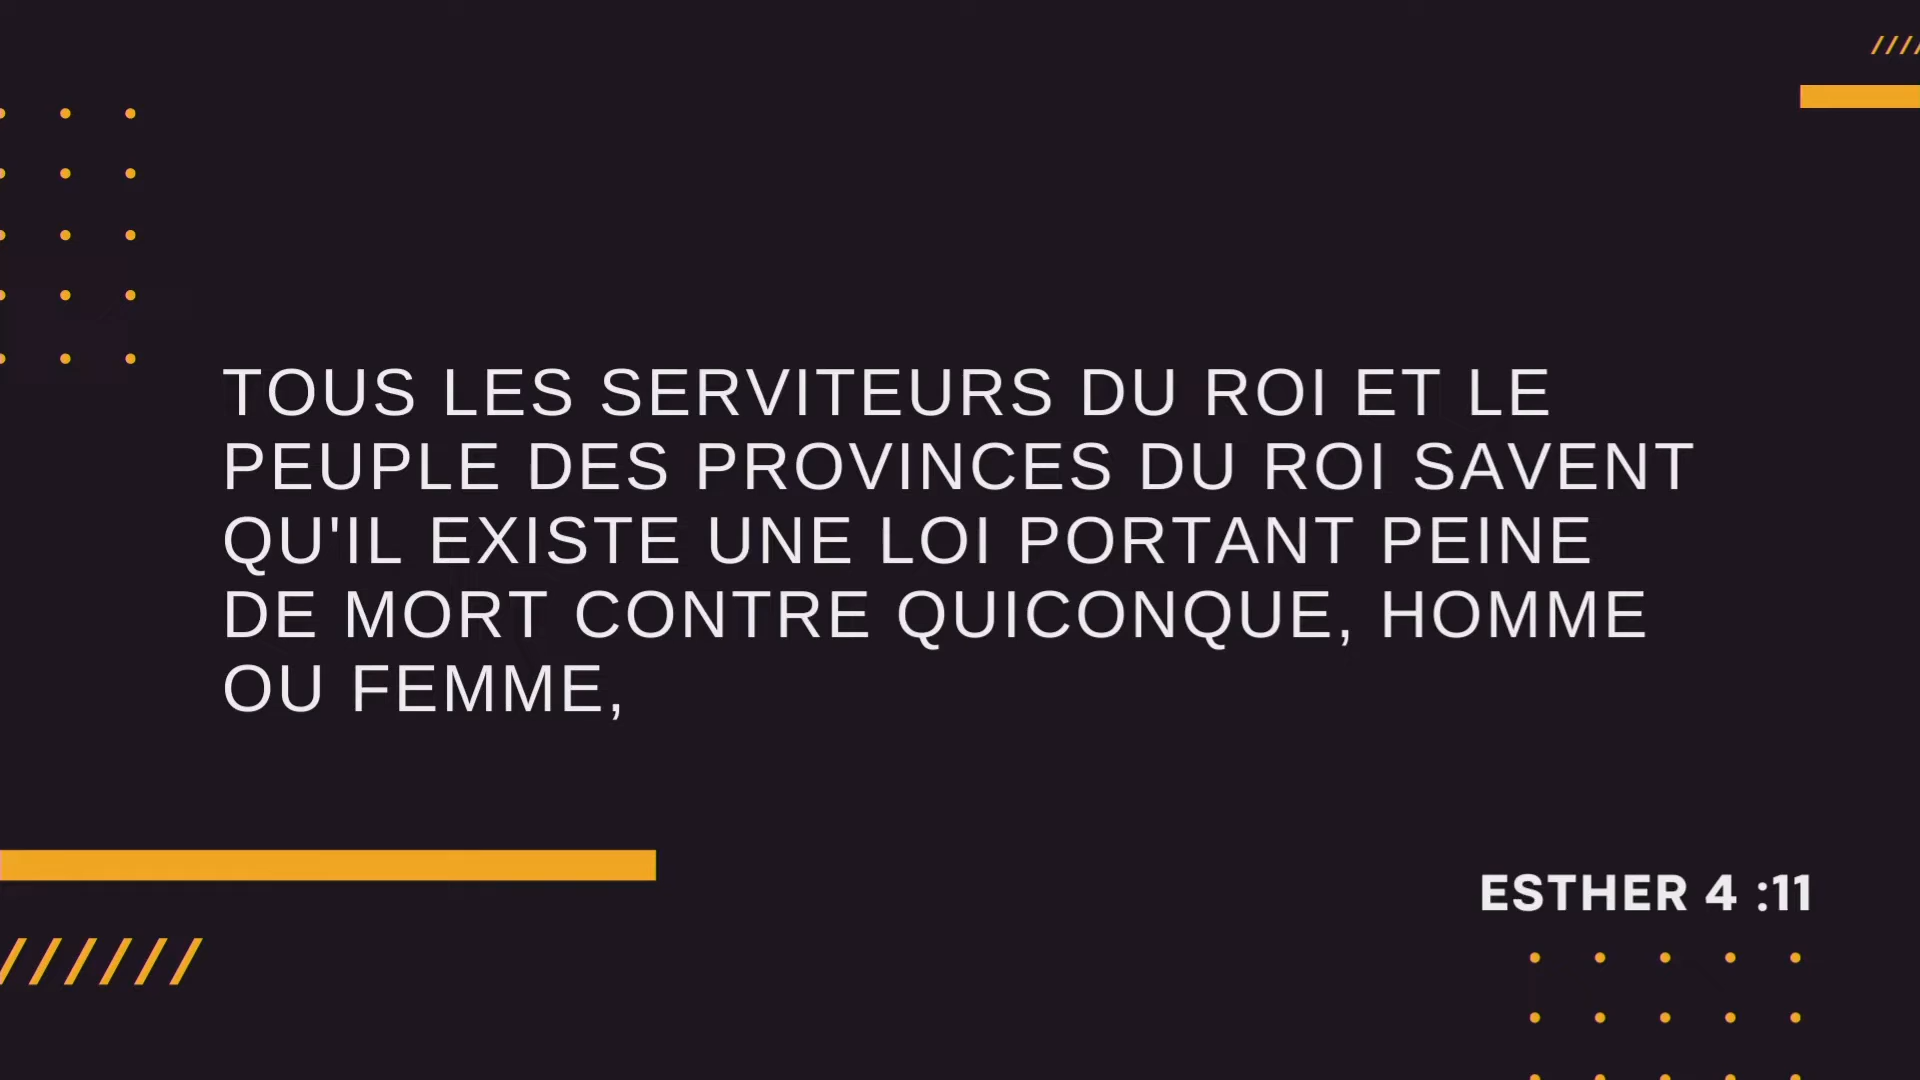 TOUS LES SERVITEURS DU ROI ET LE
PEUPLE DES PROVINCES DU ROI SAVENT
QU'IL EXISTE UNE LOI PORTANT PEINE
DE MORT CONTRE QUICONQUE, HOMME
OU FEMME,
ESTHER 4 :11